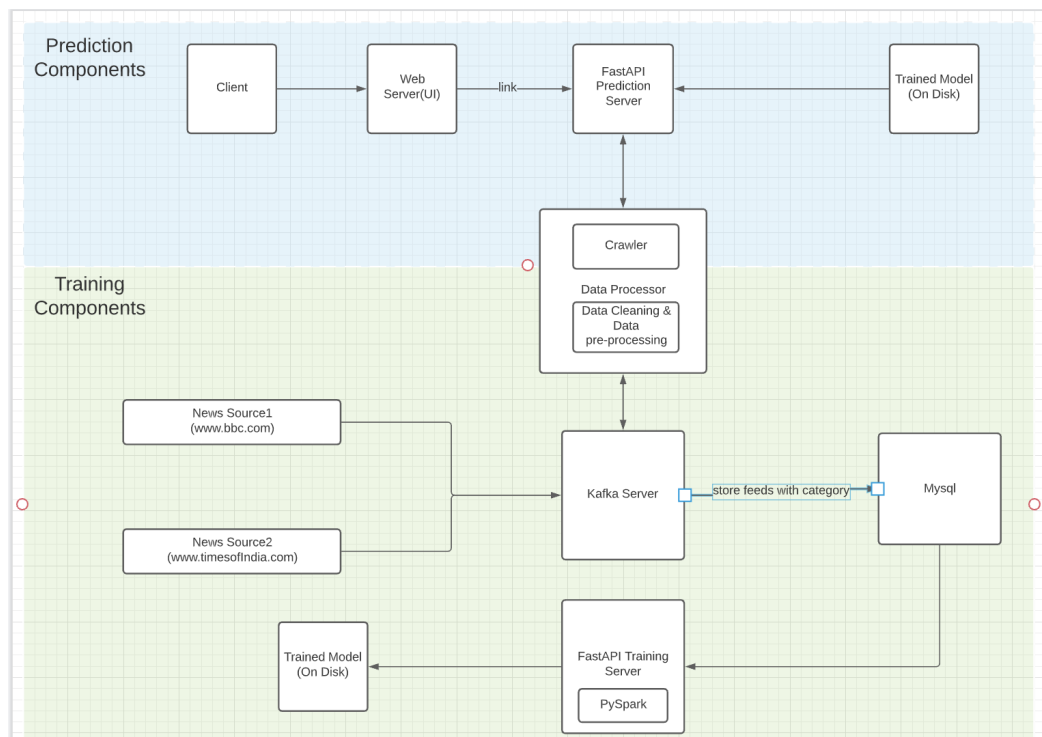 Prediction
Components
Client
Web
Server(UI)
link
FastAPI
Prediction
Server
Trained Model
(On Disk)
Crawler
Data Processor
Data Cleaning &
Data
pre-processing
Training
Components
News Source1
(www.bbc.com)
Kafka Server
store feeds with category
Mysql
News Source2
(www.timesofIndia.com)
Trained Model
(On Disk)
FastAPI Training
Server
PySpark